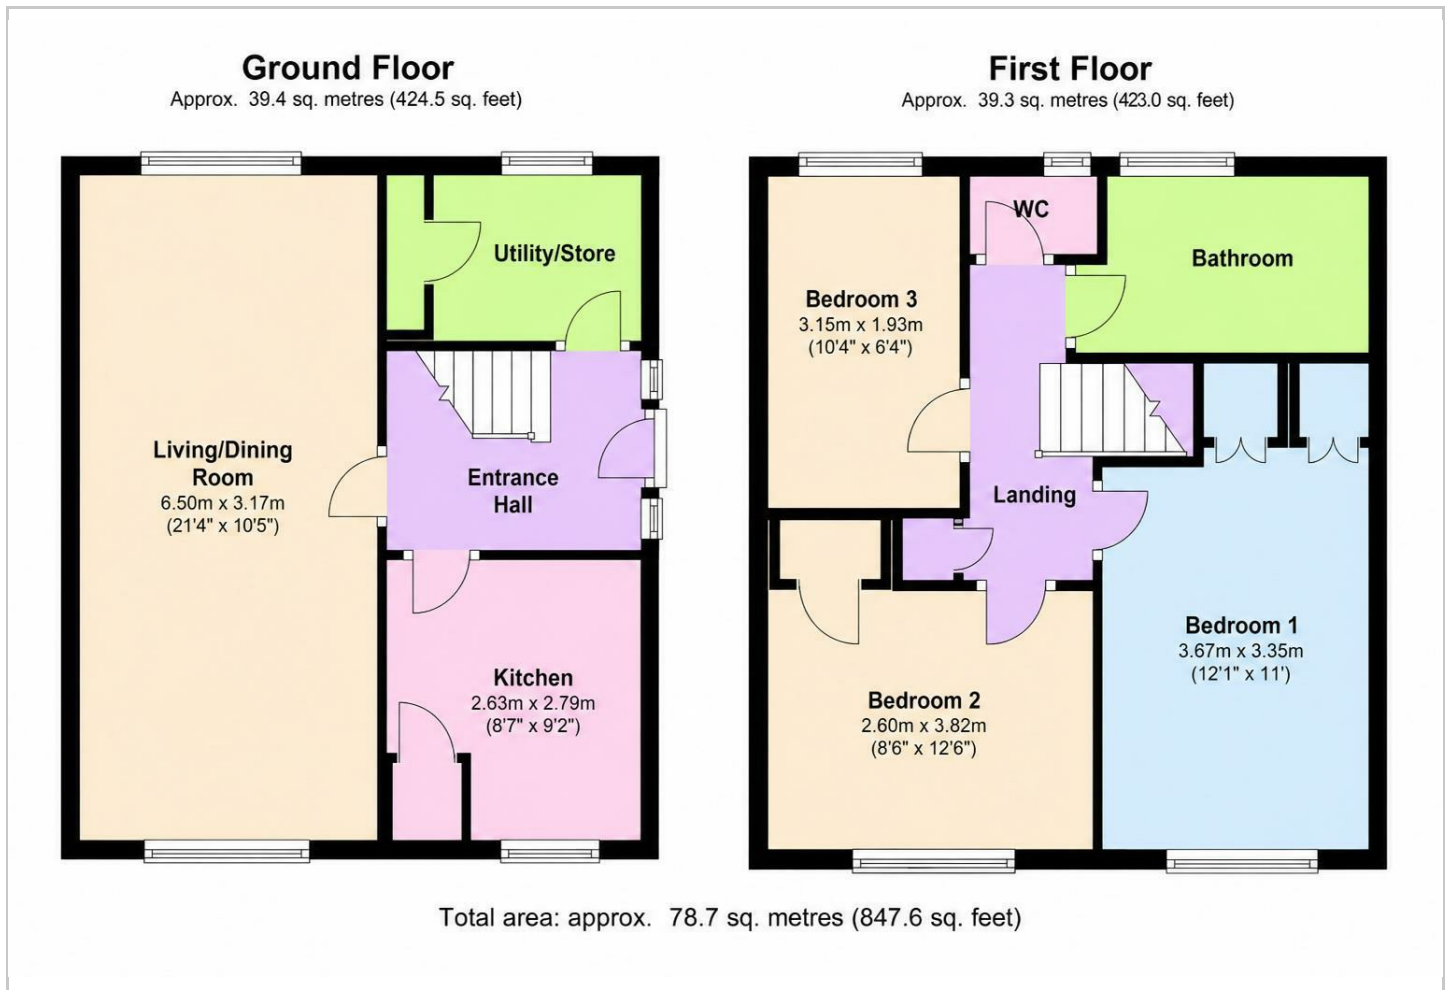 Ground Floor
Approx. 39.4 sq. metres (424.5 sq. feet)
Utility/Store
Living/Dining
Room
6.50m x 3.17m
(21'4" x 10'5")
Entrance
Hall
Kitchen
2.63m x 2.79m
(8'7" x 9'2")
First Floor
Approx. 39.3 sq. metres (423.0 sq. feet)
WC
Bathroom
Bedroom 3
3.15m x 1.93m
(10'4" x 6'4")
Landing
Bedroom 1
3.67m x 3.35m
(12'1" x 11')
Bedroom 2
2.60m x 3.82m
(8'6" x 12'6")
Total area: approx. 78.7 sq. metres (847.6 sq. feet)